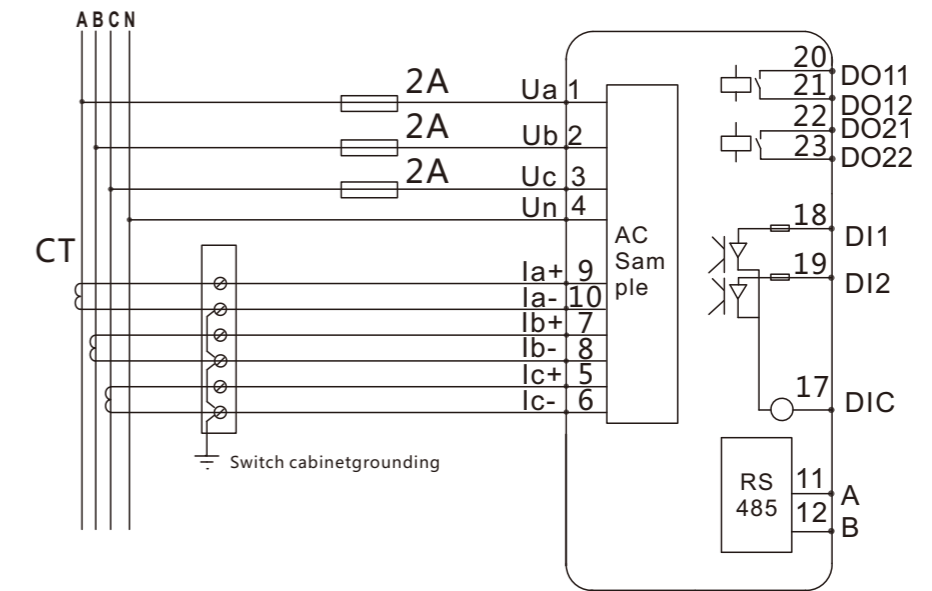 A B C N
2A
Ua 1
2A
Ub 2
2A
Uc 3
Un 4
CT
Ia+ 9
Ia- 10
Ib+ 7
Ib- 8
Ic+ 5
Ic- 6
Switch cabinetgrounding
AC
Sam
ple
20
DO11
21
DO12
22
DO21
23
DO22
18
DI1
19
DI2
17
DIC
RS
485
11
A
12
B